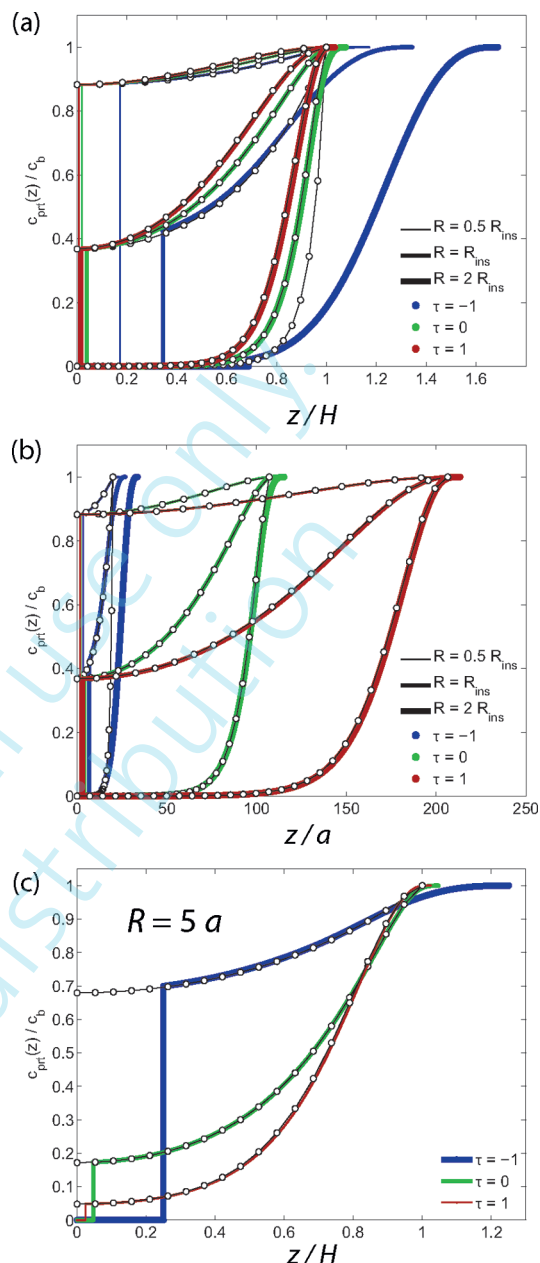 (a)
1
0.8
0.6
0.4
0.2
0
c_prt(z) / c_b
R = 0.5 R_ins
R = R_ins
R = 2 R_ins
τ = −1
τ = 0
τ = 1
0 0.2 0.4 0.6 0.8 1.0 1.2 1.4 1.6
z / H
(b)
1
0.8
0.6
0.4
0.2
0
c_prt(z) / c_b
R = 0.5 R_ins
R = R_ins
R = 2 R_ins
τ = −1
τ = 0
τ = 1
0 50 100 150 200 250
z / a
(c)
R = 5 a
1
0.9
0.8
0.7
0.6
0.5
0.4
0.3
0.2
0.1
0
c_prt(z) / c_b
τ = −1
τ = 0
τ = 1
0 0.2 0.4 0.6 0.8 1 1.2
z / H
use only.
distribution